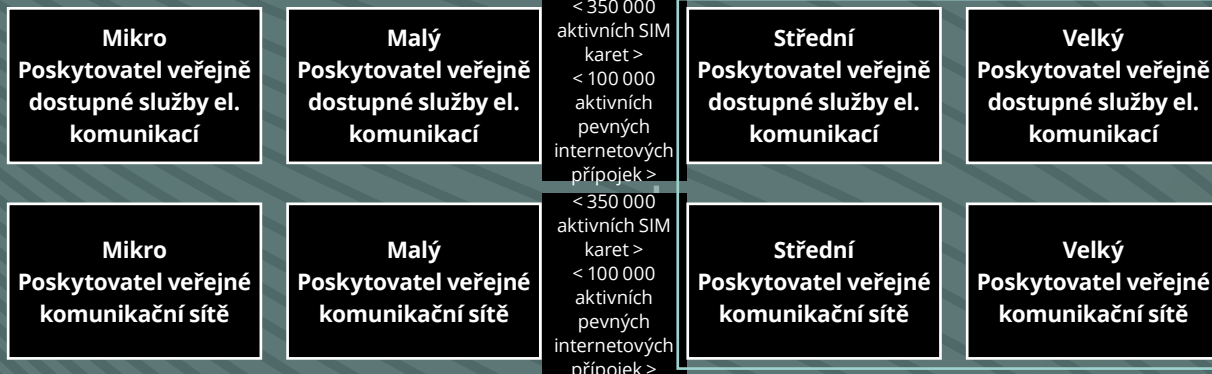 Mikro
Poskytovatel veřejně
dostupné služby el.
komunikací
Malý
Poskytovatel veřejně
dostupné služby el.
komunikací
< 350 000
aktivních SIM
karet >
< 100 000
aktivních
pevných
internetových
přípojek >
Střední
Poskytovatel veřejně
dostupné služby el.
komunikací
Velký
Poskytovatel veřejně
dostupné služby el.
komunikací
Mikro
Poskytovatel veřejné
komunikační sítě
Malý
Poskytovatel veřejné
komunikační sítě
< 350 000
aktivních SIM
karet >
< 100 000
aktivních
pevných
internetových
přípojek >
Střední
Poskytovatel veřejné
komunikační sítě
Velký
Poskytovatel veřejné
komunikační sítě